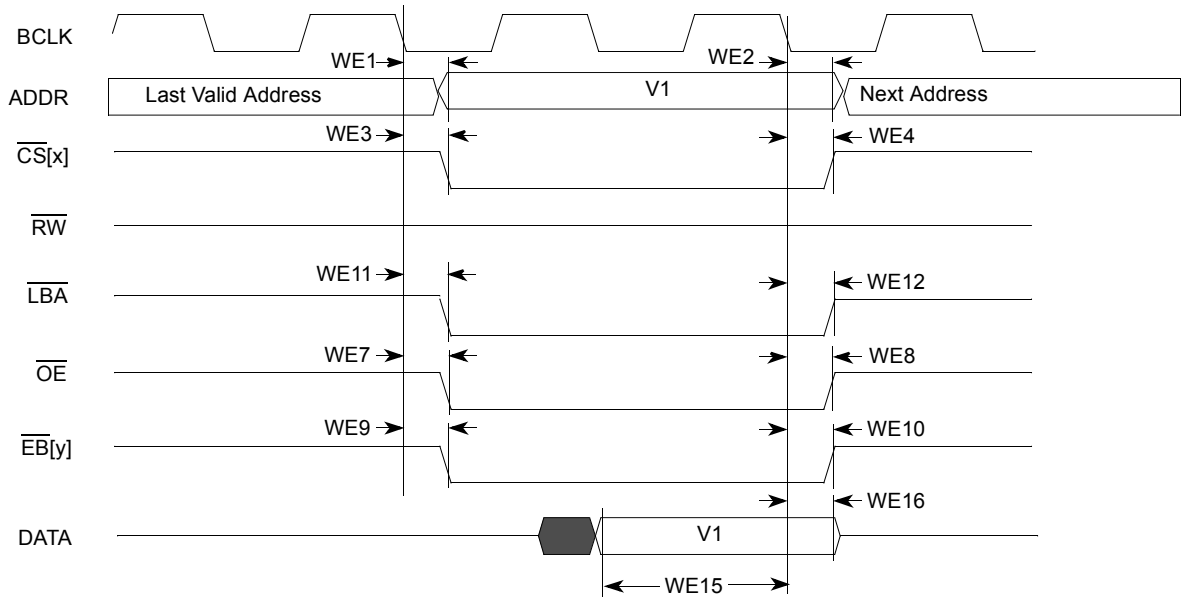 BCLK
WE1
WE2
ADDR
Last Valid Address
V1
Next Address
WE3
WE4
CS[x]
RW
WE11
WE12
LBA
WE7
WE8
OE
WE9
WE10
EB[y]
WE16
DATA
V1
WE15